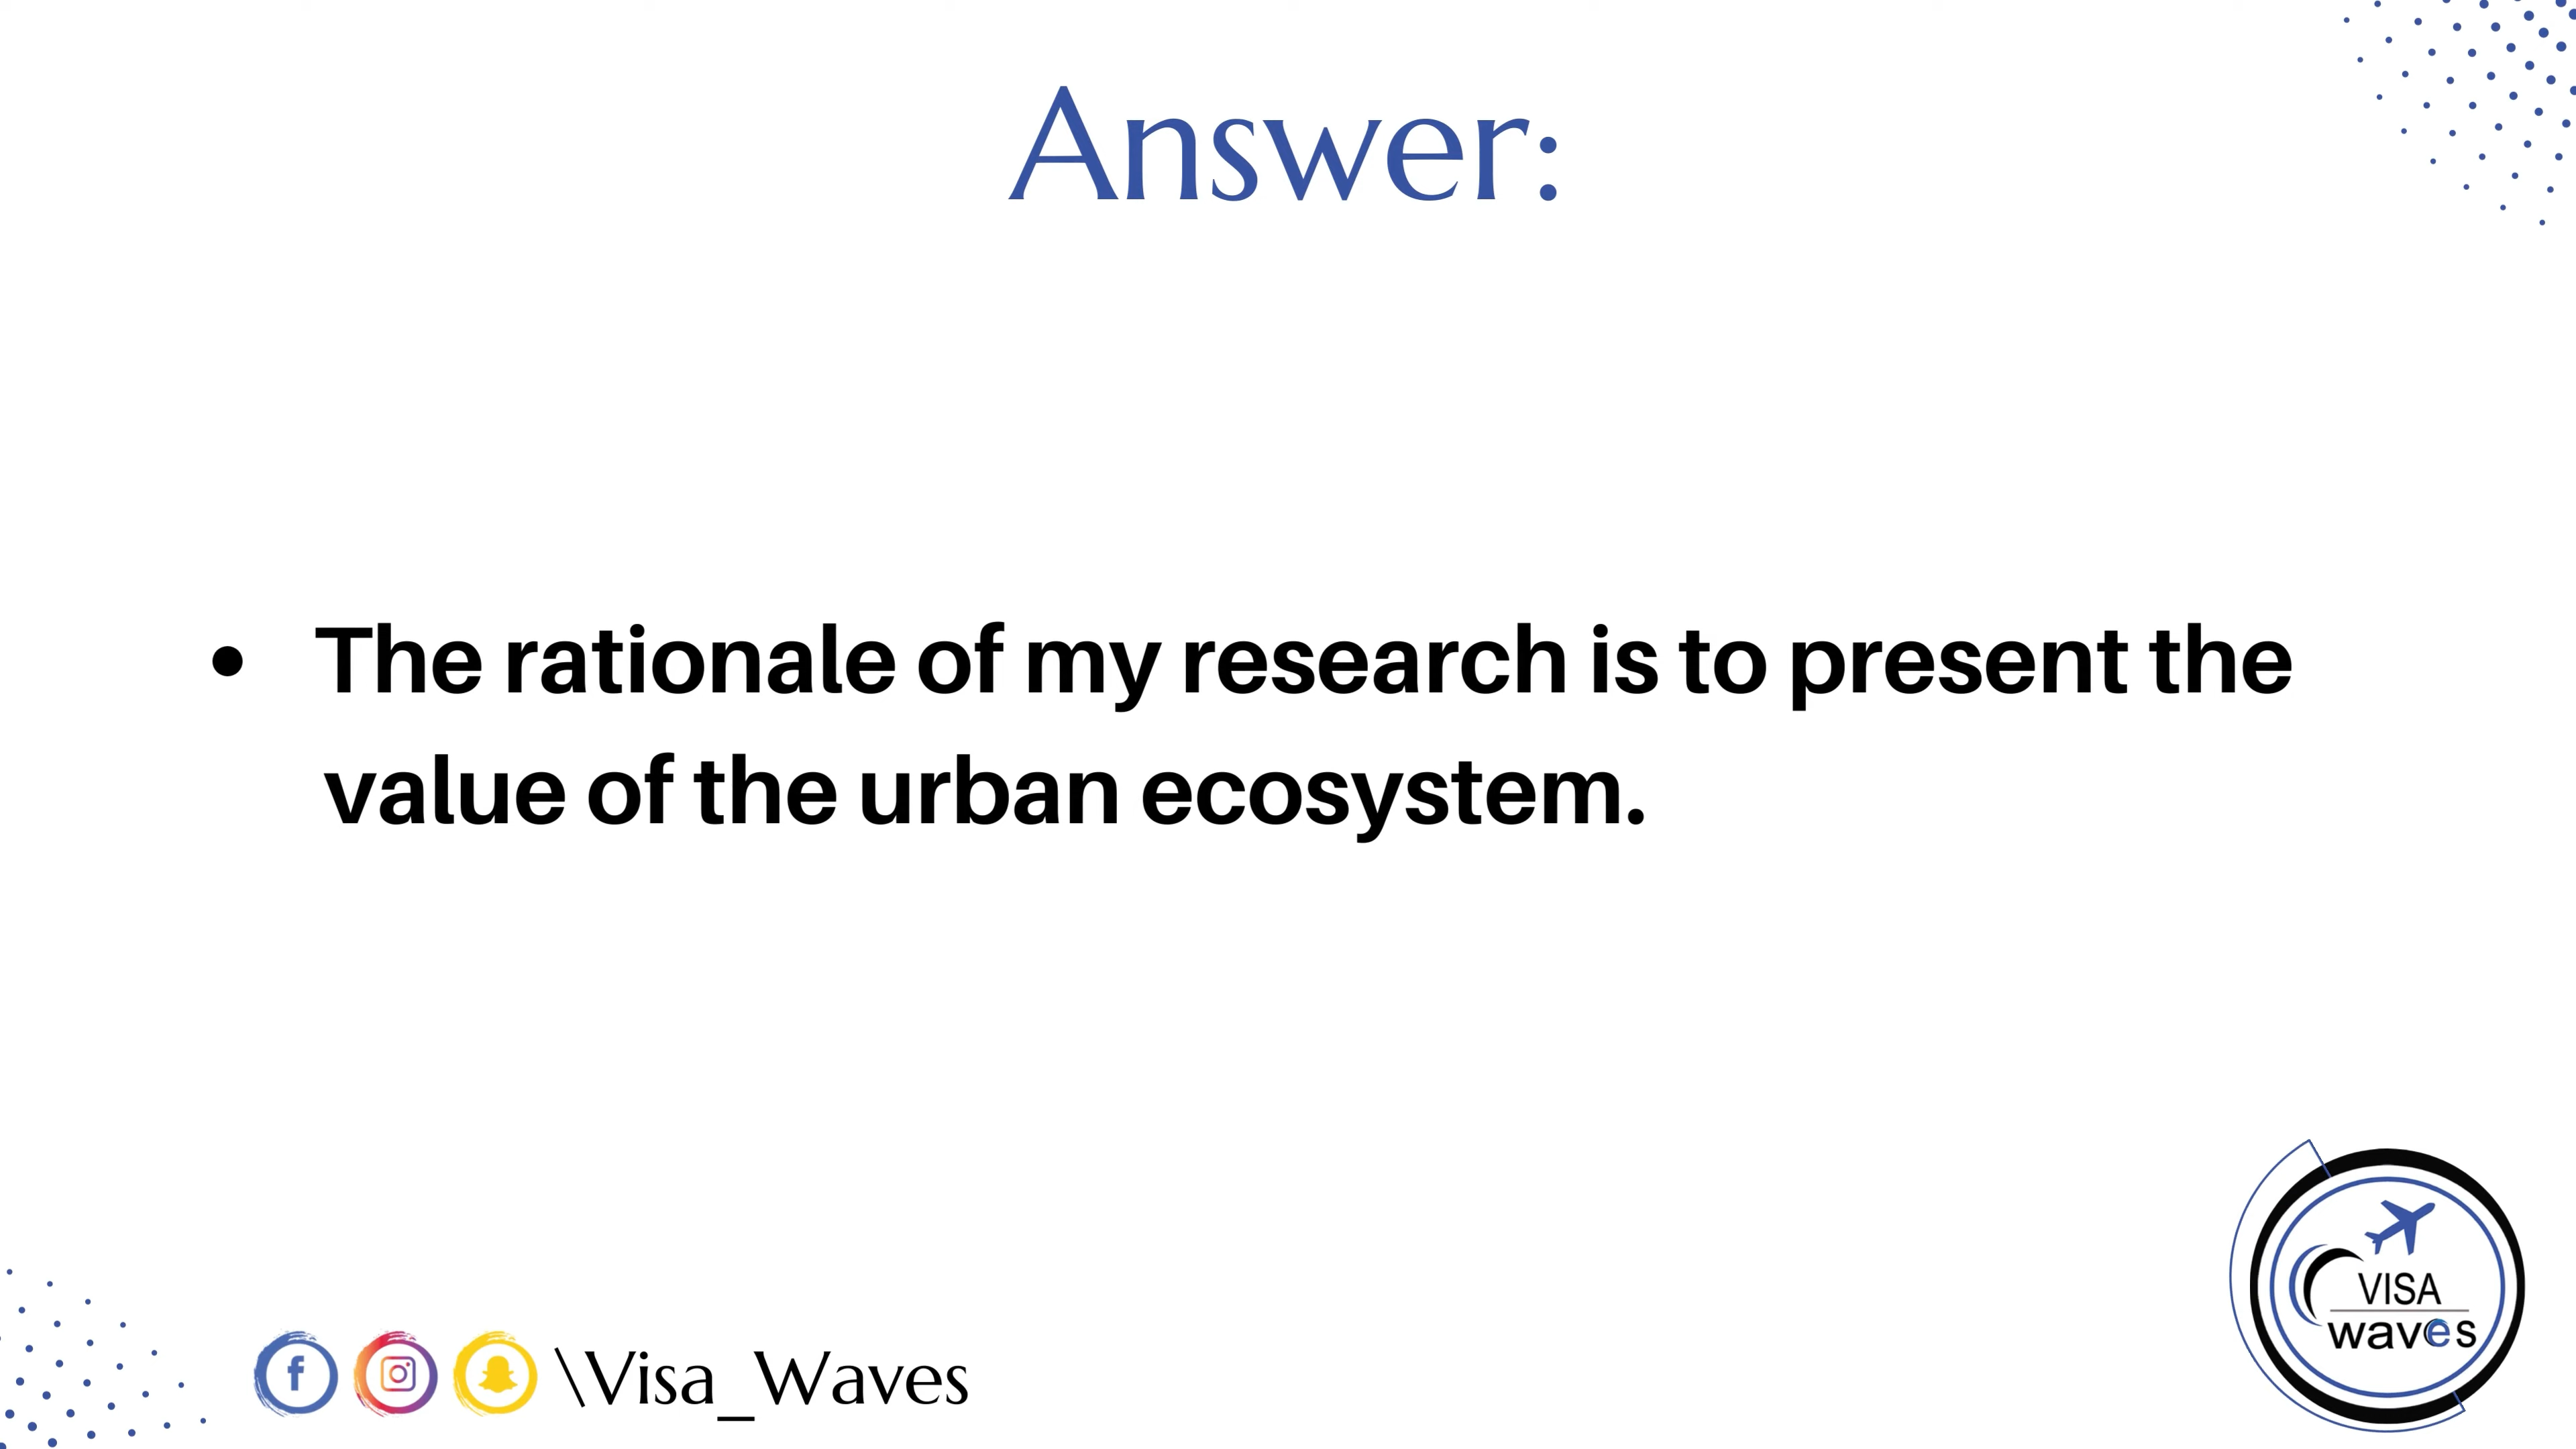 Answer:
• The rationale of my research is to present the
value of the urban ecosystem.
\Visa_Waves
VISA
waves